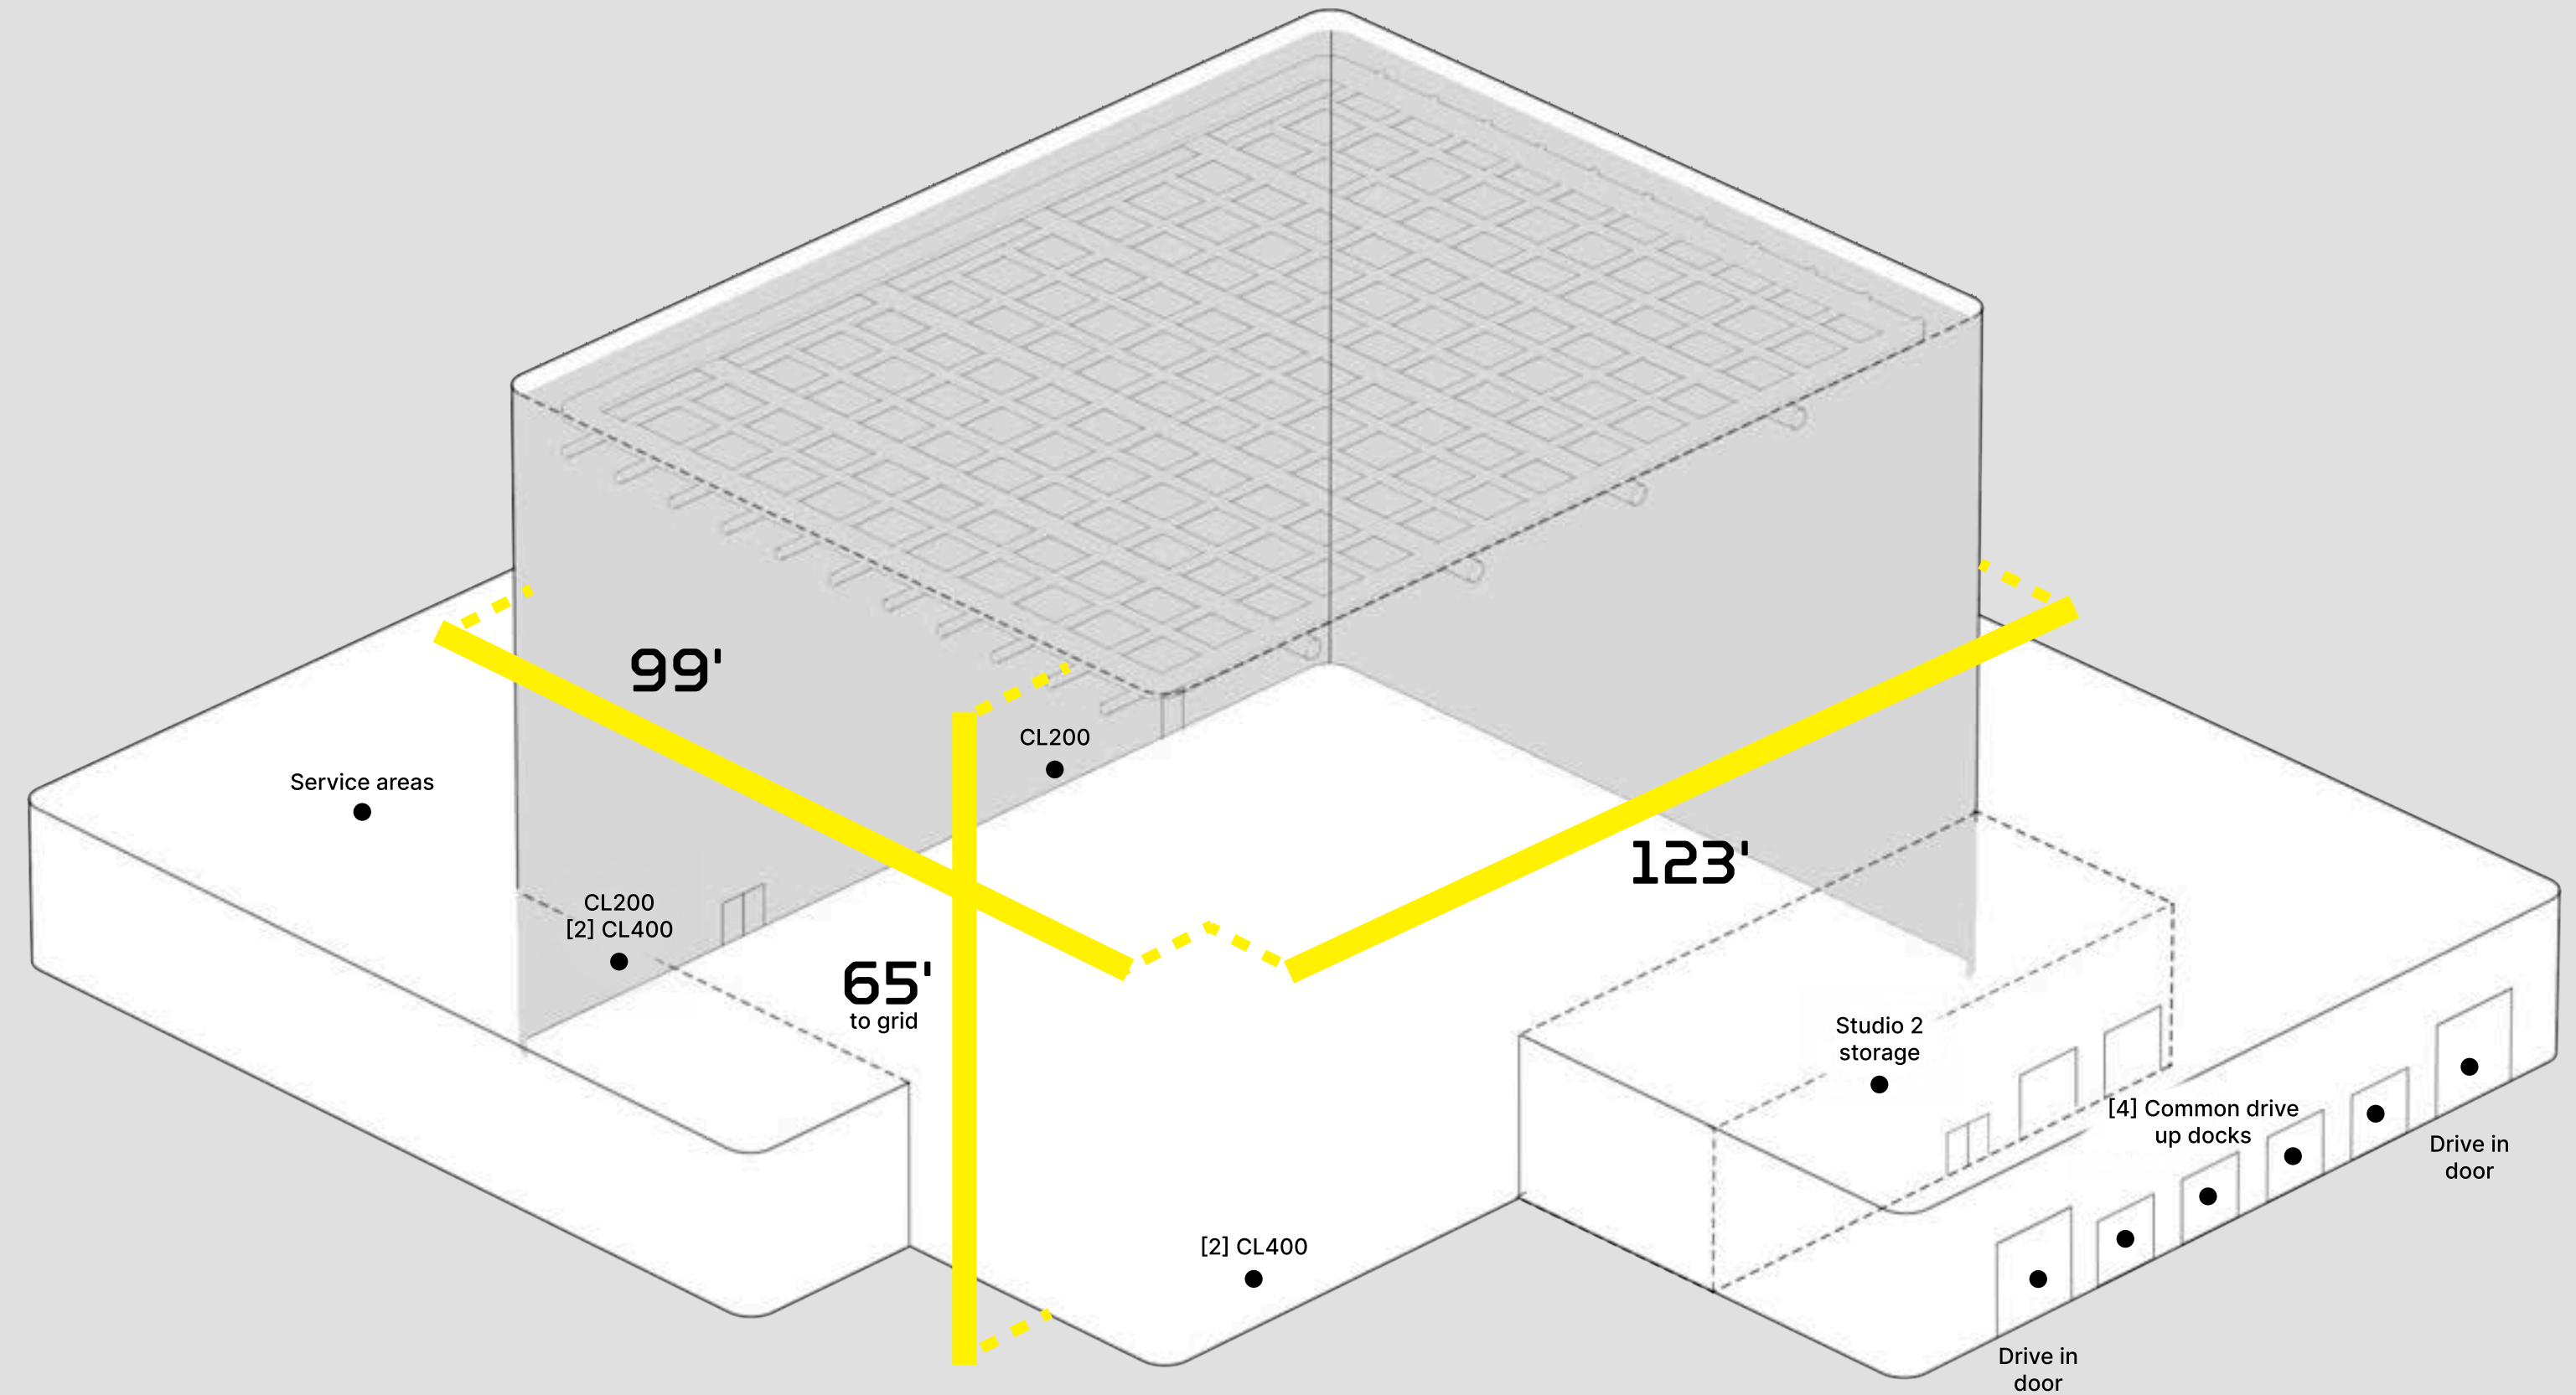 99'
CL200
Service areas
123'
CL200
[2] CL400
65'
to grid
Studio 2
storage
[4] Common drive
up docks
Drive in
door
[2] CL400
Drive in
door